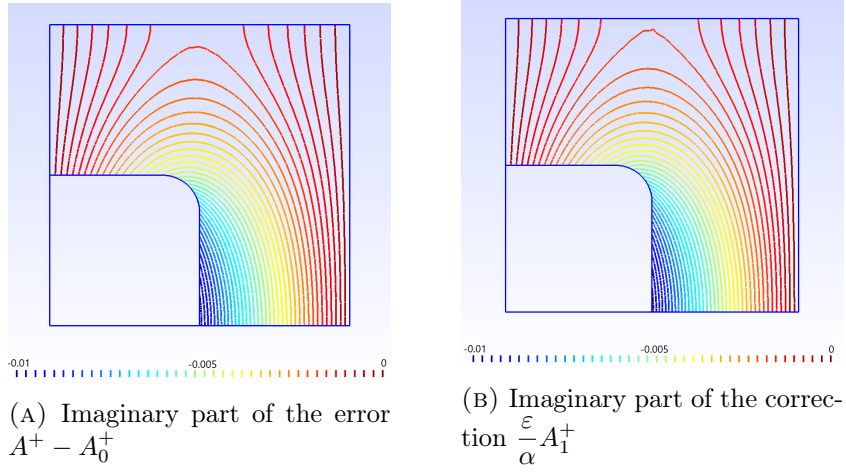 -0.01 -0.005 0
(A) Imaginary part of the error
A⁺ − A₀⁺
-0.01 -0.005 0
(B) Imaginary part of the correc-
tion ε/α A₁⁺